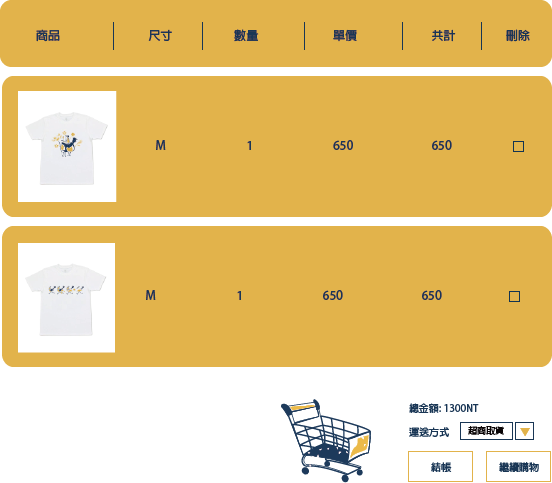 商品 尺寸 數量 單價 共計 刪除
M 1 650 650
M 1 650 650
總金額: 1300NT
運送方式 超商取貨
結帳 繼續購物